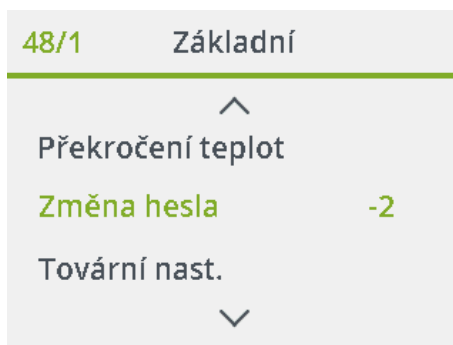 48/1 Základní
Překročení teplot
Změna hesla -2
Tovární nast.